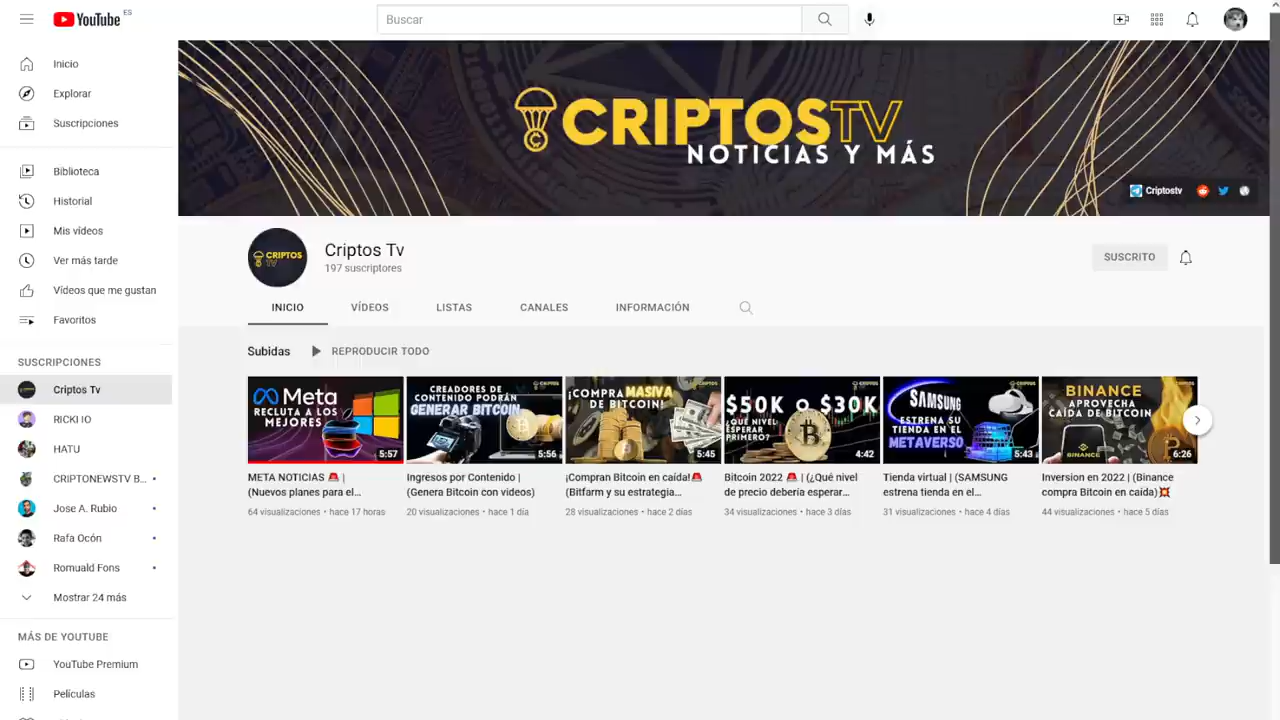 YouTube ES
Buscar
Inicio
Explorar
Suscripciones
Biblioteca
Historial
Mis vídeos
Ver más tarde
Vídeos que me gustan
Favoritos
SUSCRIPCIONES
Criptos Tv
RICKI IO
HATU
CRIPTONEWSTV B...
Jose A. Rubio
Rafa Ocón
Romuald Fons
Mostrar 24 más
MÁS DE YOUTUBE
YouTube Premium
Películas
CRIPTOSTV
NOTICIAS Y MÁS
Criptostv
CRIPTOS
TV
Criptos Tv
197 suscriptores
SUSCRITO
INICIO
VÍDEOS
LISTAS
CANALES
INFORMACIÓN
Subidas
REPRODUCIR TODO
Meta
RECLUTA A LOS
MEJORES
5:57
META NOTICIAS 🚨 |
(Nuevos planes para el...
64 visualizaciones • hace 17 horas
CREADORES DE
CONTENIDO PODRÁN
GENERAR BITCOIN
5:56
Ingresos por Contenido |
(Genera Bitcoin con videos)
20 visualizaciones • hace 1 día
¡COMPRA MASIVA
DE BITCOIN!
5:45
¡Compran Bitcoin en caída!🚨
(Bitfarm y su estrategia...
28 visualizaciones • hace 2 días
$50K O $30K
¿QUÉ NIVEL
ESPERAR
PRIMERO?
4:42
Bitcoin 2022 🚨 | (¿Qué nivel
de precio debería esperar...
34 visualizaciones • hace 3 días
SAMSUNG
ESTRENA SU
TIENDA EN EL
METAVERSO
5:43
Tienda virtual | (SAMSUNG
estrena tienda en el...
31 visualizaciones • hace 4 días
BINANCE
APROVECHA
CAÍDA DE BITCOIN
BINANCE
6:26
Inversion en 2022 | (Binance
compra Bitcoin en caída)💥
44 visualizaciones • hace 5 días